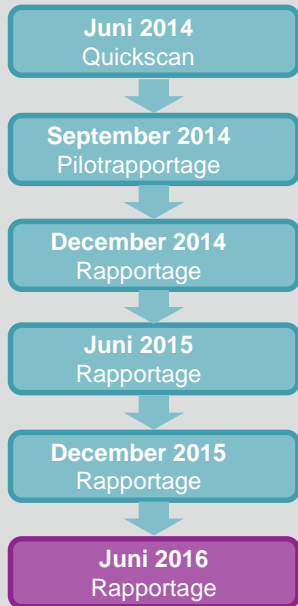 Juni 2014
Quickscan
September 2014
Pilotrapportage
December 2014
Rapportage
Juni 2015
Rapportage
December 2015
Rapportage
Juni 2016
Rapportage